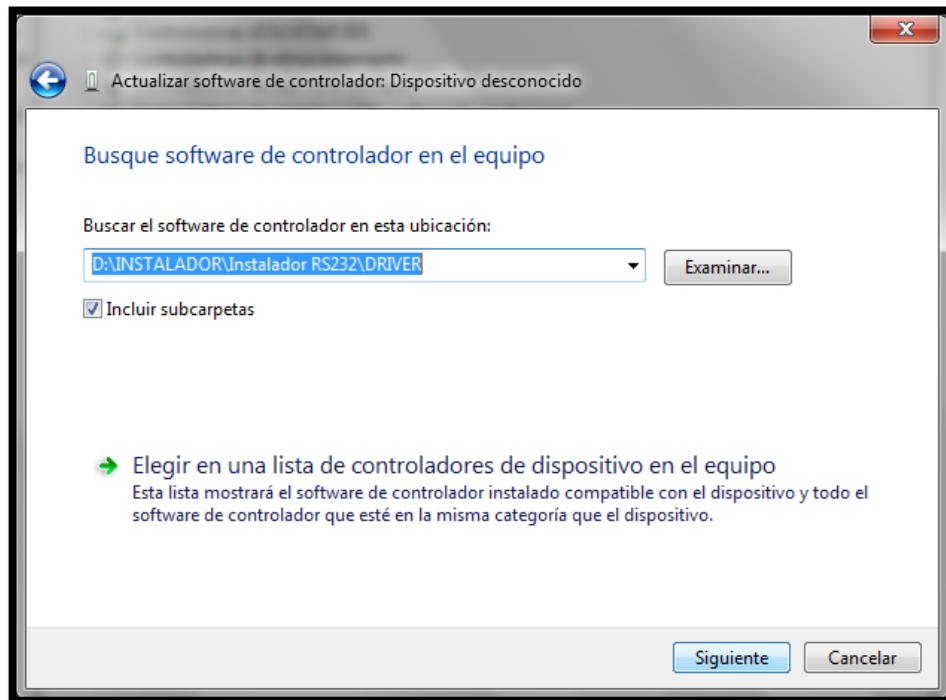 Actualizar software de controlador: Dispositivo desconocido
Busque software de controlador en el equipo
Buscar el software de controlador en esta ubicación:
D:\INSTALADOR\Instalador RS232\DRIVER
Examinar...
Incluir subcarpetas
Elegir en una lista de controladores de dispositivo en el equipo
Esta lista mostrará el software de controlador instalado compatible con el dispositivo y todo el
software de controlador que esté en la misma categoría que el dispositivo.
Siguiente
Cancelar